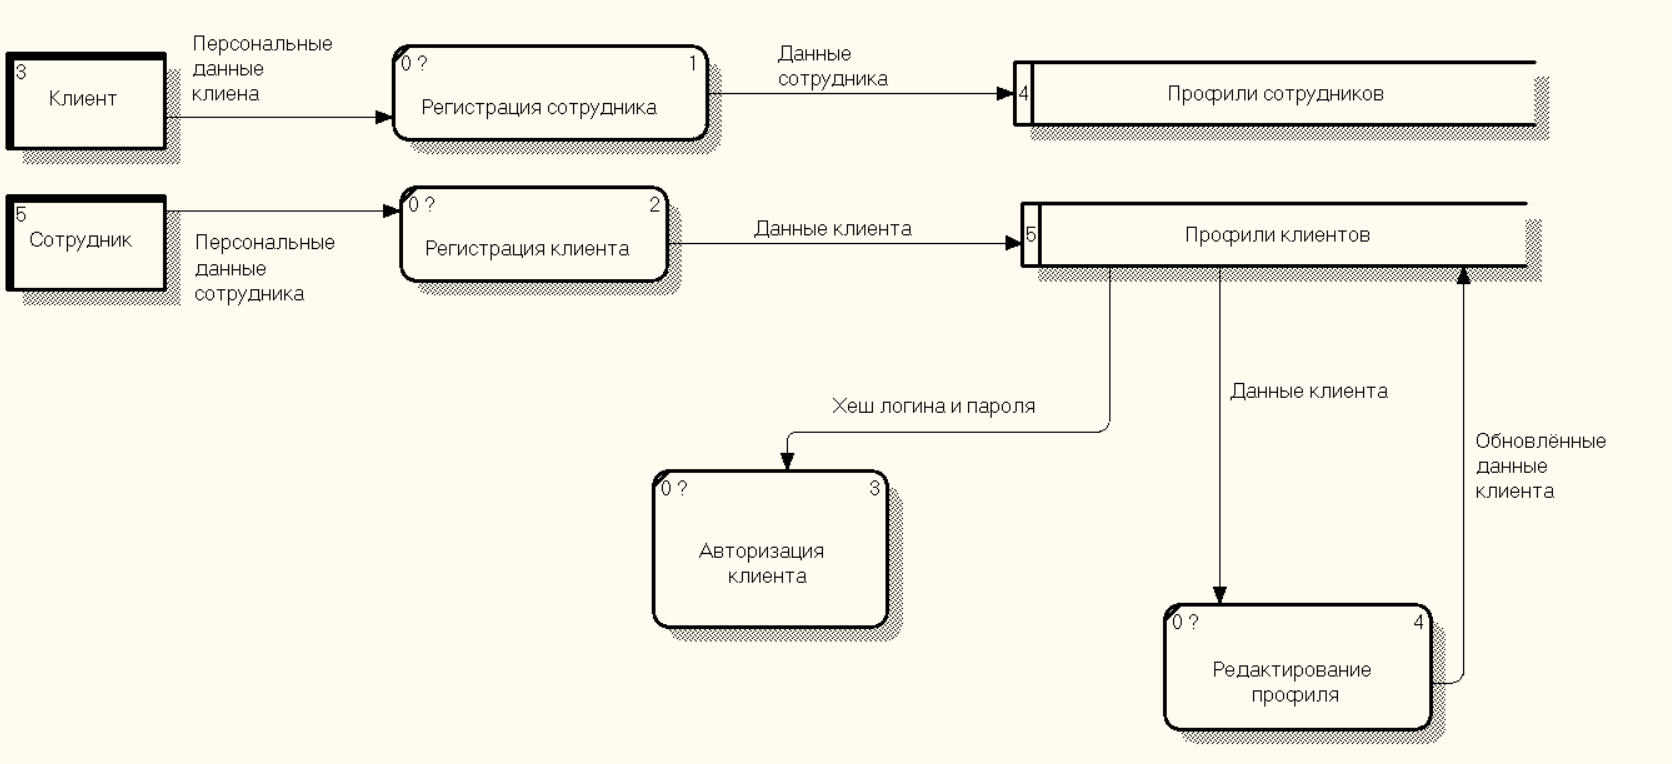 3
Клиент
Персональные
данные
клиена
0 ?
1
Регистрация сотрудника
Данные
сотрудника
4
Профили сотрудников
5
Сотрудник
Персональные
данные
сотрудника
0 ?
2
Регистрация клиента
Данные клиента
5
Профили клиентов
Хеш логина и пароля
Данные клиента
Обновлённые
данные
клиента
0 ?
3
Авторизация
клиента
0 ?
4
Редактирование
профиля